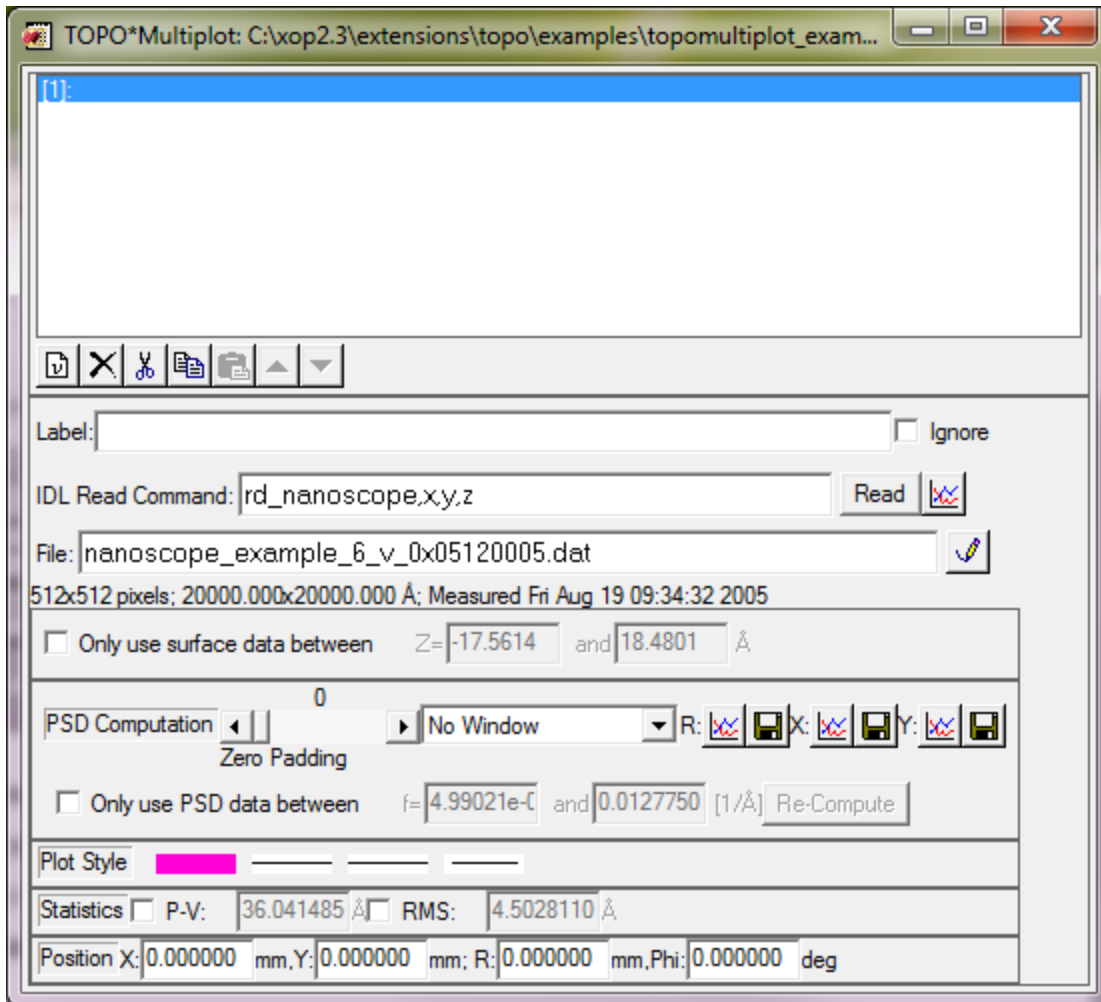 TOPO*Multiplot: C:\xop2.3\extensions\topo\examples\topomultiplot_exam...
[1]:
Label: Ignore
IDL Read Command: rd_nanoscope,x,y,z Read
File: nanoscope_example_6_v_0x05120005.dat
512x512 pixels; 20000.000x20000.000 Å; Measured Fri Aug 19 09:34:32 2005
Only use surface data between Z= -17.5614 and 18.4801 Å
0
PSD Computation No Window R: X: Y:
Zero Padding
Only use PSD data between f= 4.99021e-0 and 0.0127750 [1/Å] Re-Compute
Plot Style
Statistics P-V: 36.041485 Å RMS: 4.5028110 Å
Position X: 0.000000 mm,Y: 0.000000 mm; R: 0.000000 mm,Phi: 0.000000 deg